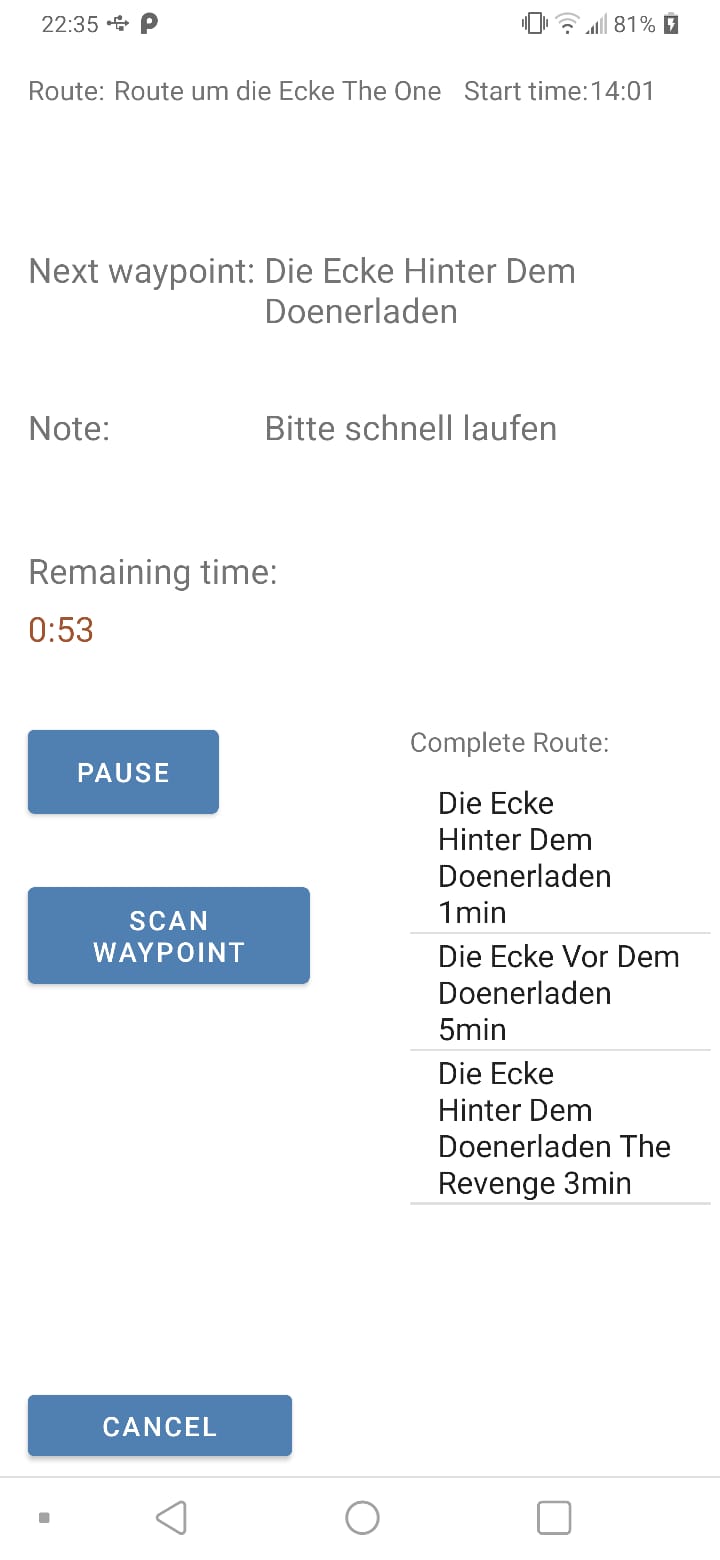 22:35 81%
Route: Route um die Ecke The One Start time:14:01
Next waypoint: Die Ecke Hinter Dem
Doenerladen
Note: Bitte schnell laufen
Remaining time:
0:53
PAUSE
SCAN
WAYPOINT
Complete Route:
Die Ecke
Hinter Dem
Doenerladen
1min
Die Ecke Vor Dem
Doenerladen
5min
Die Ecke
Hinter Dem
Doenerladen The
Revenge 3min
CANCEL